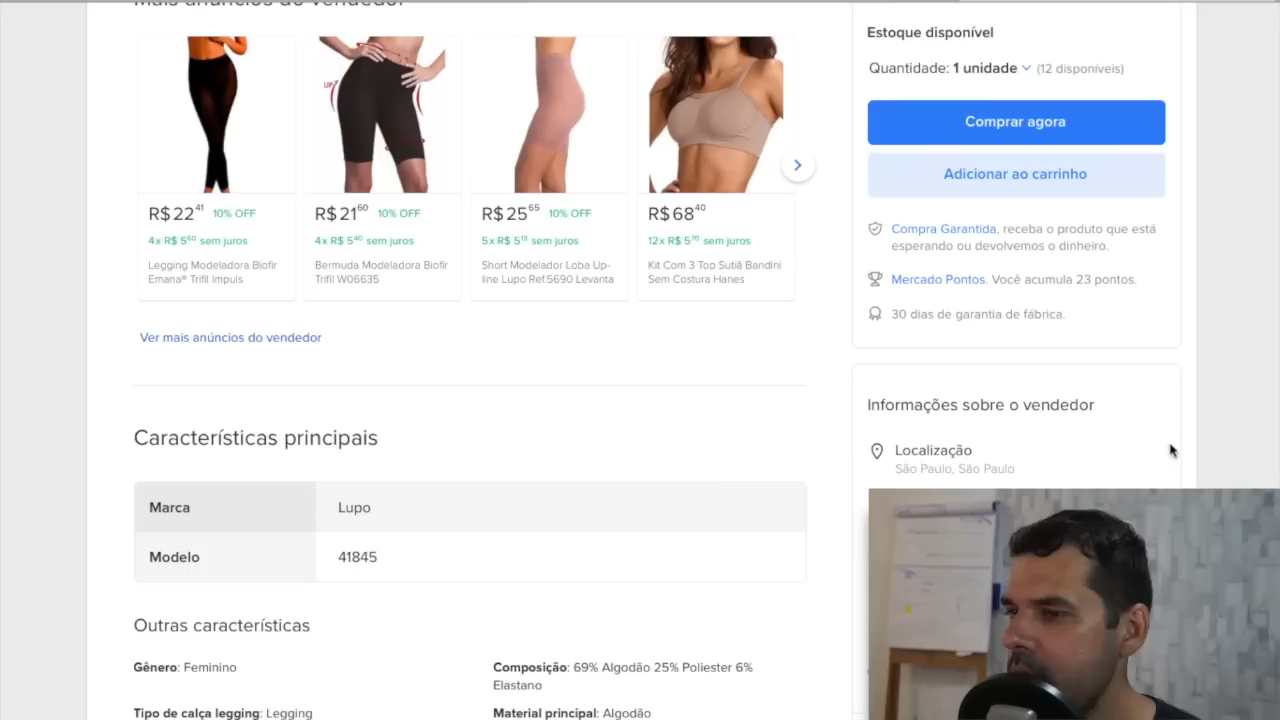 Mais anúncios do vendedor
R$ 22 41 10% OFF
4x R$ 5 60 sem juros
Legging Modeladora Biofir
Emana® Trifil Impuls
R$ 21 60 10% OFF
4x R$ 5 40 sem juros
Bermuda Modeladora Biofir
Trifil W06635
R$ 25 65 10% OFF
5x R$ 5 13 sem juros
Short Modelador Loba Up-
line Lupo Ref.5690 Levanta
R$ 68 40
12x R$ 5 70 sem juros
Kit Com 3 Top Sutiã Bandini
Sem Costura Hanes
Ver mais anúncios do vendedor
Características principais
Marca Lupo
Modelo 41845
Outras características
Gênero: Feminino
Composição: 69% Algodão 25% Poliester 6%
Elastano
Tipo de calça legging: Legging
Material principal: Algodão
Estoque disponível
Quantidade: 1 unidade (12 disponíveis)
Comprar agora
Adicionar ao carrinho
Compra Garantida, receba o produto que está
esperando ou devolvemos o dinheiro.
Mercado Pontos. Você acumula 23 pontos.
30 dias de garantia de fábrica.
Informações sobre o vendedor
Localização
São Paulo, São Paulo